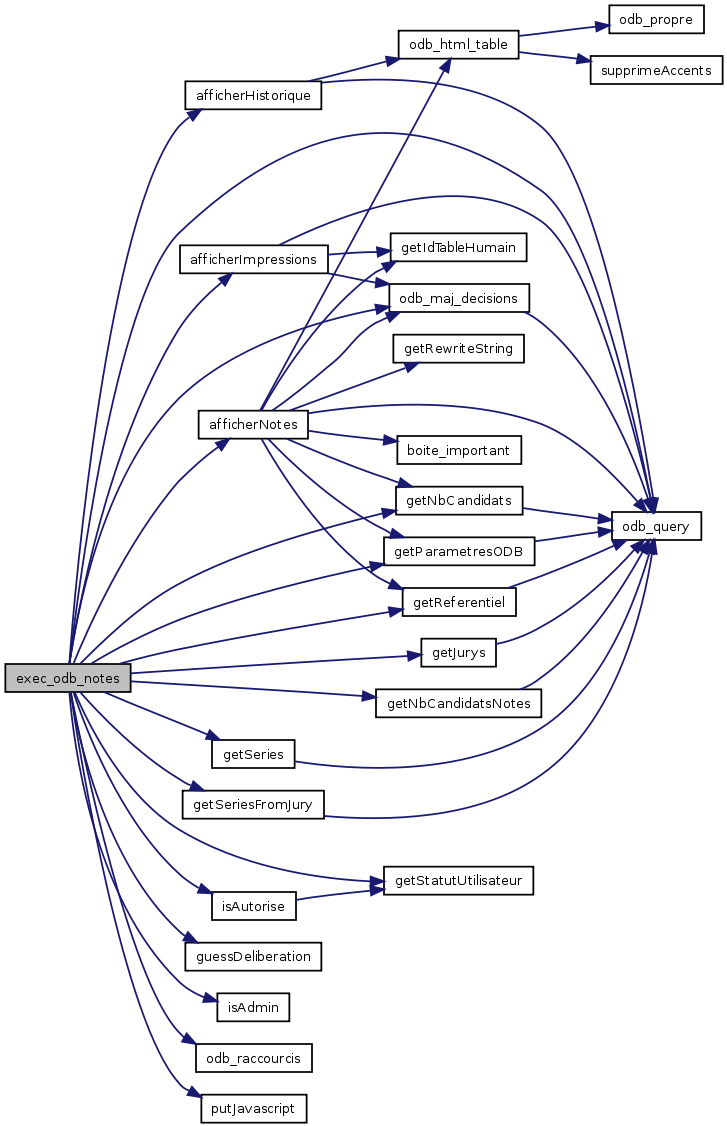 odb_propre
odb_html_table
supprimeAccents
afficherHistorique
getIdTableHumain
afficherImpressions
odb_maj_decisions
getRewriteString
afficherNotes
boite_important
getNbCandidats
odb_query
getParametresODB
getReferentiel
getJurys
exec_odb_notes
getNbCandidatsNotes
getSeries
getSeriesFromJury
getStatutUtilisateur
isAutorise
guessDeliberation
isAdmin
odb_raccourcis
putJavascript